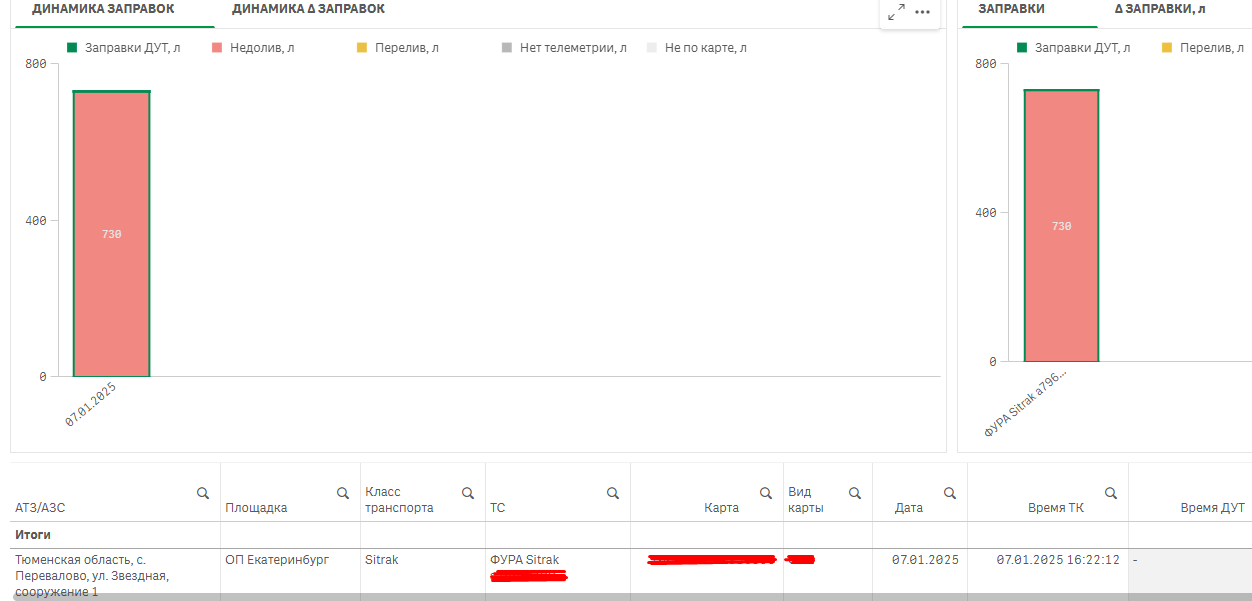 ДИНАМИКА ЗАПРАВОК
ДИНАМИКА Δ ЗАПРАВОК
Заправки ДУТ, л
Недолив, л
Перелив, л
Нет телеметрии, л
Не по карте, л
800
400
0
730
07.01.2025
ЗАПРАВКИ
Δ ЗАПРАВКИ, л
Заправки ДУТ, л
Перелив, л
800
400
0
730
ФУРА Sitrak а796...
АТЗ/АЗС
Площадка
Класс
транспорта
ТС
Карта
Вид
карты
Дата
Время ТК
Время ДУТ
Итоги
Тюменская область, с.
Перевалово, ул. Звездная,
сооружение 1
ОП Екатеринбург
Sitrak
ФУРА Sitrak
07.01.2025
07.01.2025 16:22:12
-